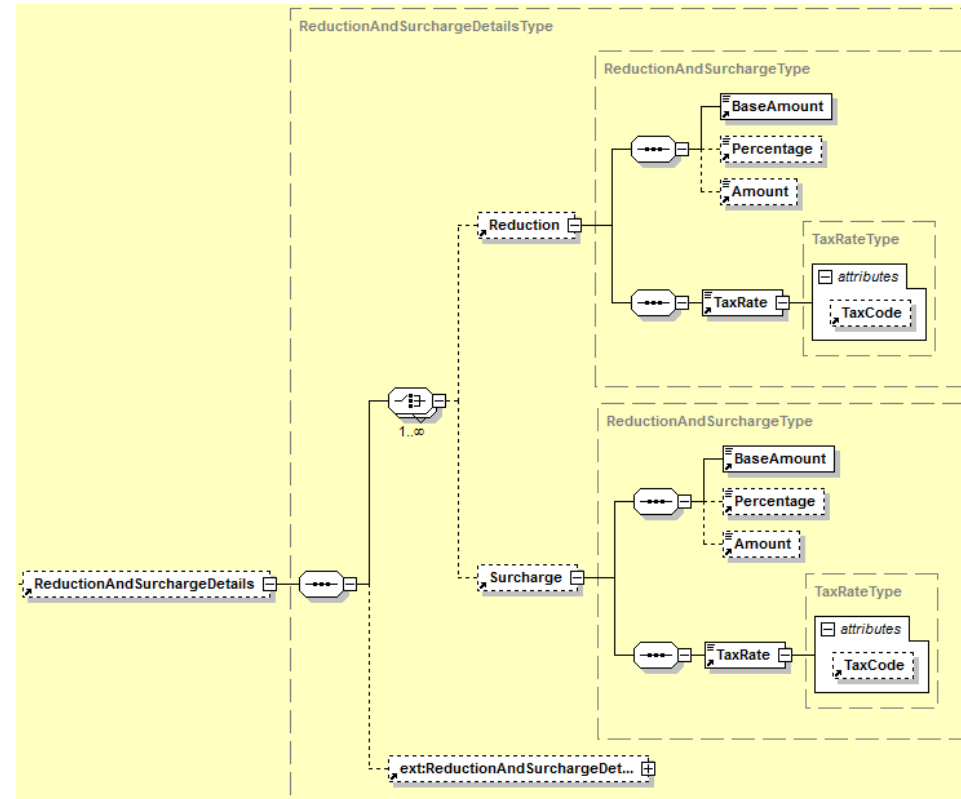 ReductionAndSurchargeDetailsType
ReductionAndSurchargeType
BaseAmount
Percentage
Amount
Reduction
TaxRateType
attributes
TaxRate
TaxCode
1..∞
ReductionAndSurchargeType
BaseAmount
Percentage
Amount
ReductionAndSurchargeDetails
Surcharge
TaxRateType
attributes
TaxRate
TaxCode
ext:ReductionAndSurchargeDet...